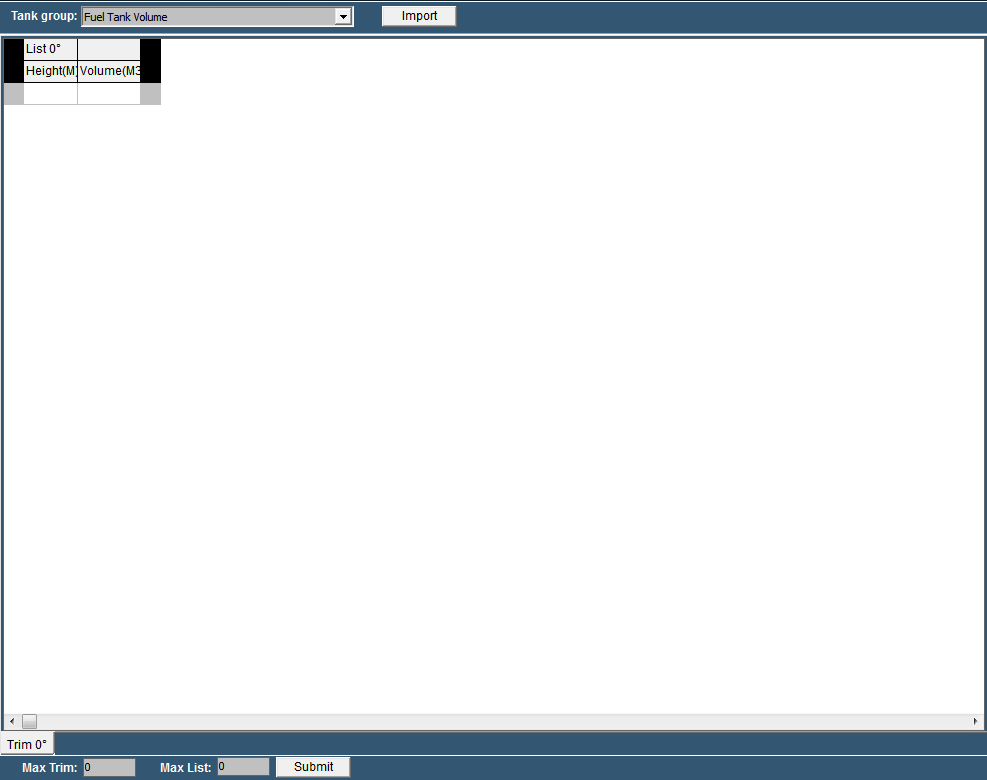 Tank group: Fuel Tank Volume Import
List 0°
Height(M) Volume(M3
Trim 0°
Max Trim: 0 Max List: 0 Submit